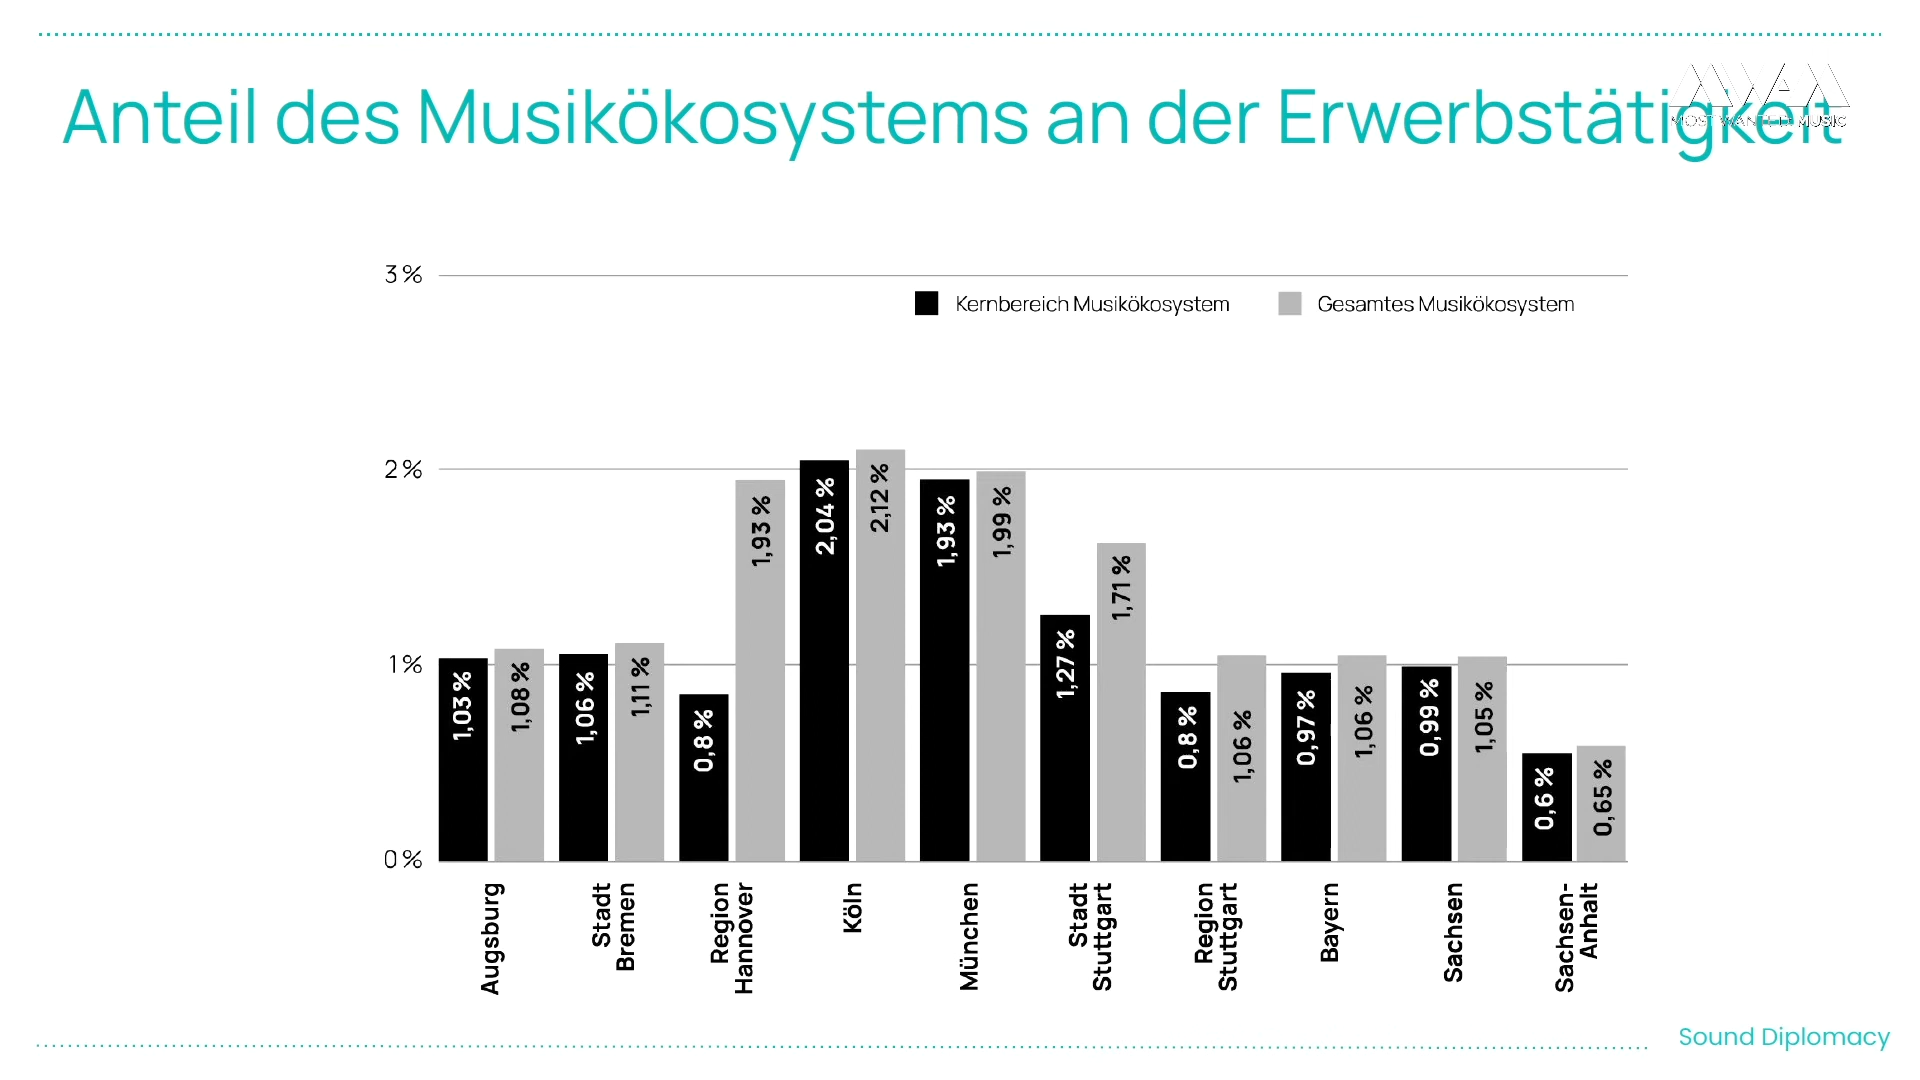 Anteil des Musikökosystems an der Erwerbstätigkeit
MOST WANTED: MUSIC
3 %
Kernbereich Musikökosystem
Gesamtes Musikökosystem
2 %
1 %
0 %
1,03 %
1,08 %
1,06 %
1,11 %
0,8 %
1,93 %
2,04 %
2,12 %
1,93 %
1,99 %
1,27 %
1,71 %
0,8 %
1,06 %
0,97 %
1,06 %
0,99 %
1,05 %
0,6 %
0,65 %
Augsburg
Stadt
Bremen
Region
Hannover
Köln
München
Stadt
Stuttgart
Region
Stuttgart
Bayern
Sachsen
Sachsen-
Anhalt
Sound Diplomacy